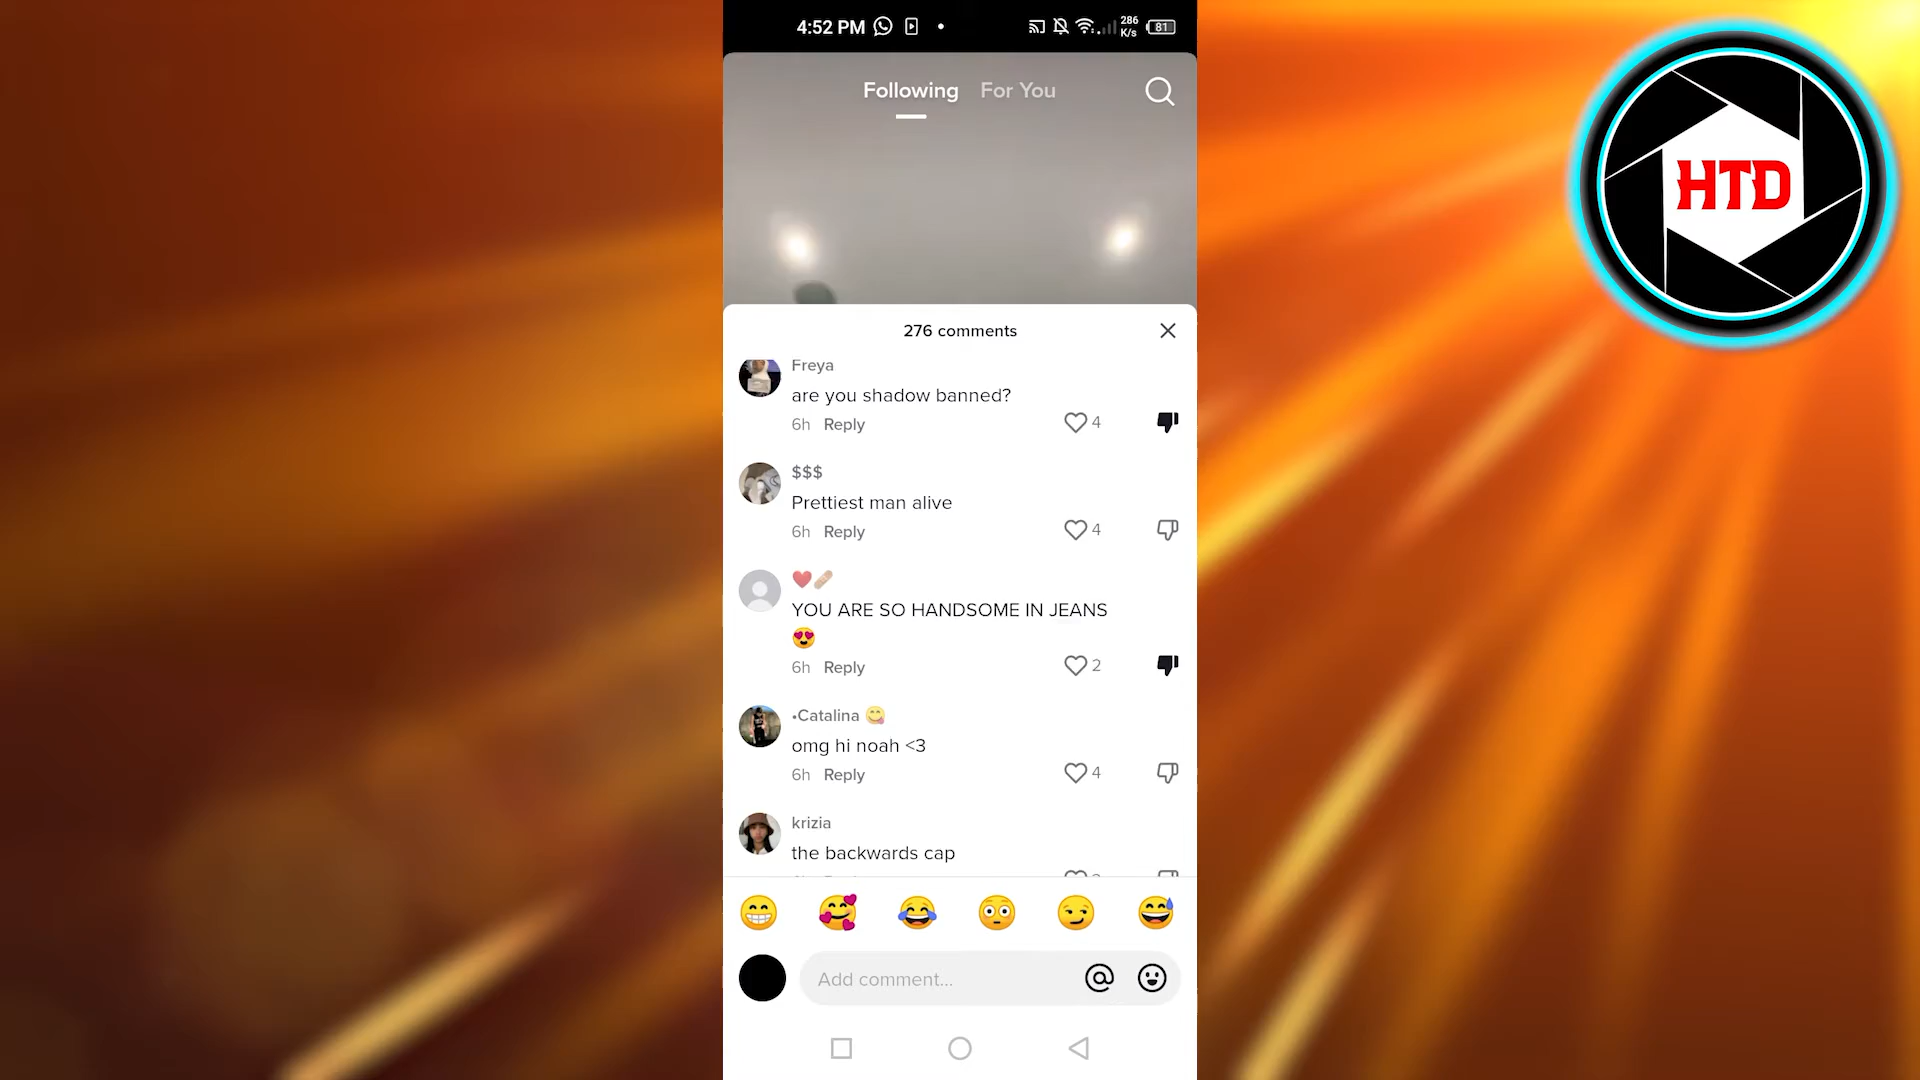 4:52 PM
286
K/s
81
Following For You
HTD
276 comments
Freya
are you shadow banned?
6h Reply 4
$$$
Prettiest man alive
6h Reply 4
❤️🩹
YOU ARE SO HANDSOME IN JEANS
😍
6h Reply 2
•Catalina 😋
omg hi noah <3
6h Reply 4
krizia
the backwards cap
Add comment...